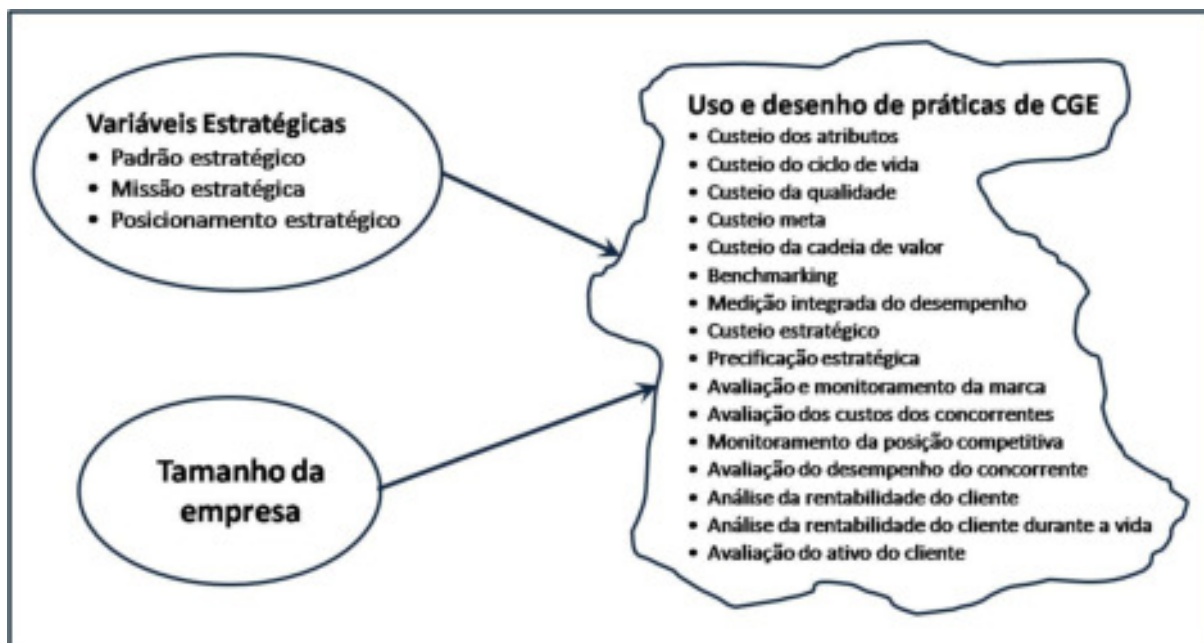 Variáveis Estratégicas
• Padrão estratégico
• Missão estratégica
• Posicionamento estratégico
Tamanho da
empresa
Uso e desenho de práticas de CGE
• Custeio dos atributos
• Custeio do ciclo de vida
• Custeio da qualidade
• Custeio meta
• Custeio da cadeia de valor
• Benchmarking
• Medição integrada do desempenho
• Custeio estratégico
• Precificação estratégica
• Avaliação e monitoramento da marca
• Avaliação dos custos dos concorrentes
• Monitoramento da posição competitiva
• Avaliação do desempenho do concorrente
• Análise da rentabilidade do cliente
• Análise da rentabilidade do cliente durante a vida
• Avaliação do ativo do cliente